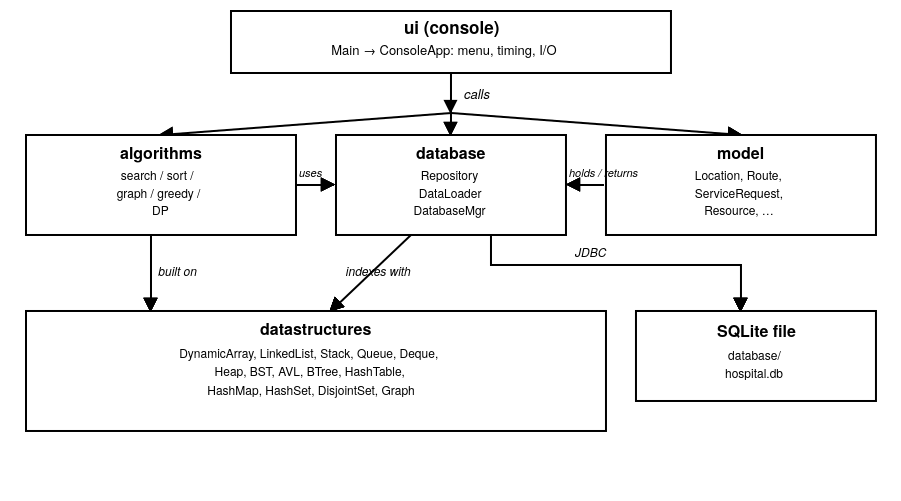 ui (console)
Main → ConsoleApp: menu, timing, I/O
calls
algorithms
search / sort /
graph / greedy /
DP
uses
database
Repository
DataLoader
DatabaseMgr
holds / returns
model
Location, Route,
ServiceRequest,
Resource, …
built on
indexes with
JDBC
datastructures
DynamicArray, LinkedList, Stack, Queue, Deque,
Heap, BST, AVL, BTree, HashTable,
HashMap, HashSet, DisjointSet, Graph
SQLite file
database/
hospital.db